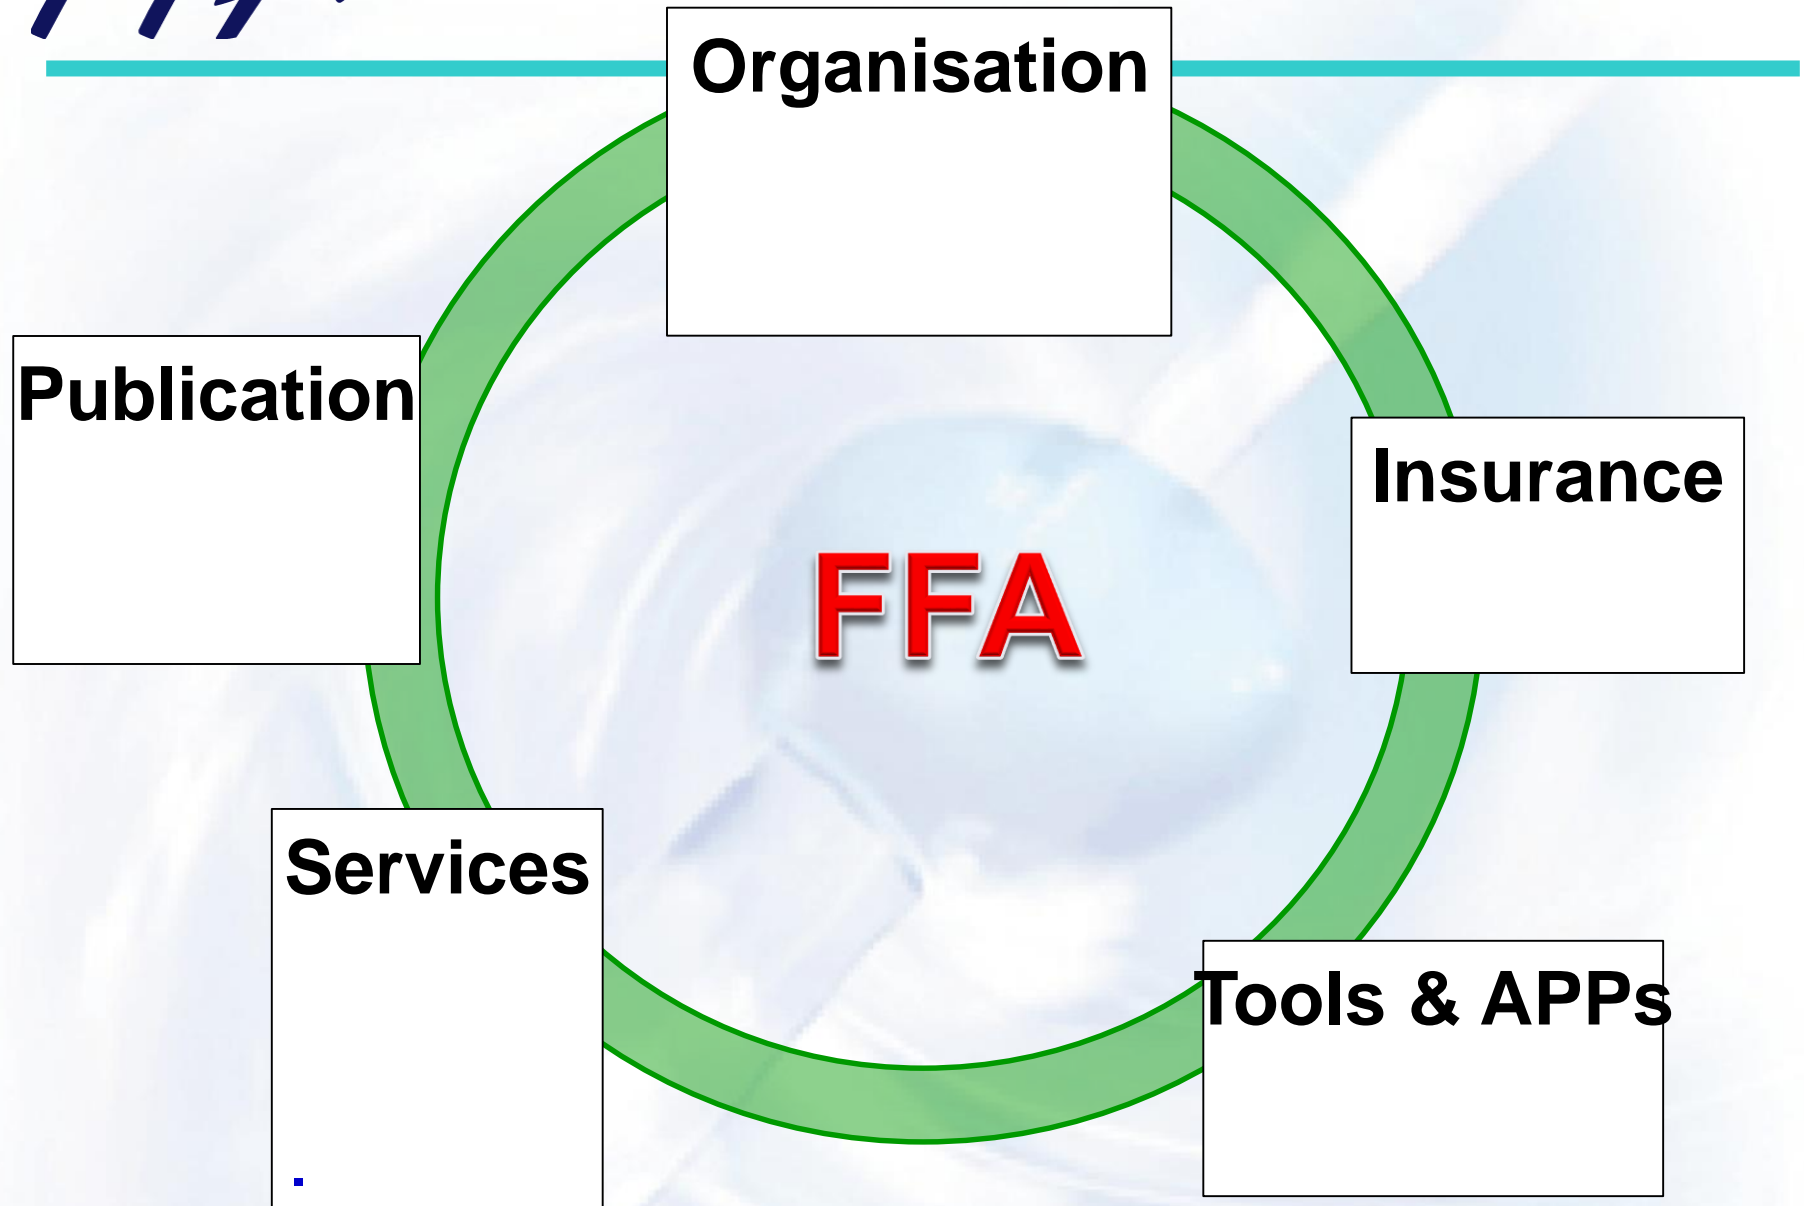 Organisation
Publication
Insurance
FFA
Services
Tools & APPs